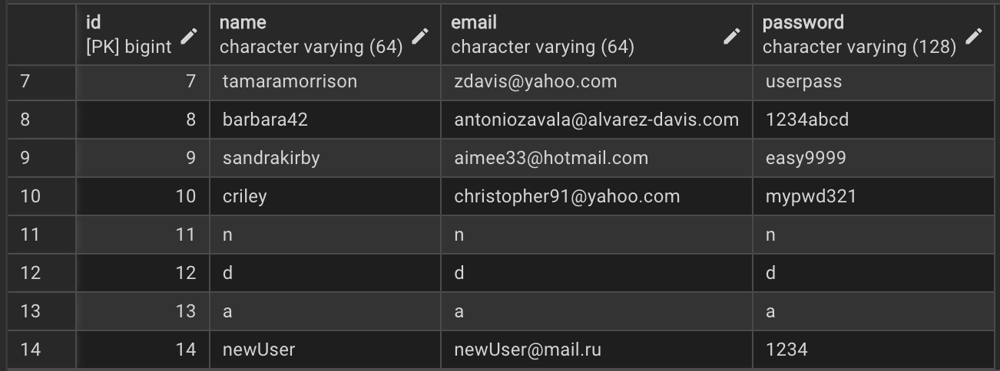 id name email password
[PK] bigint character varying (64) character varying (64) character varying (128)
7 7 tamaramorrison zdavis@yahoo.com userpass
8 8 barbara42 antoniozavala@alvarez-davis.com 1234abcd
9 9 sandrakirby aimee33@hotmail.com easy9999
10 10 criley christopher91@yahoo.com mypwd321
11 11 n n n
12 12 d d d
13 13 a a a
14 14 newUser newUser@mail.ru 1234